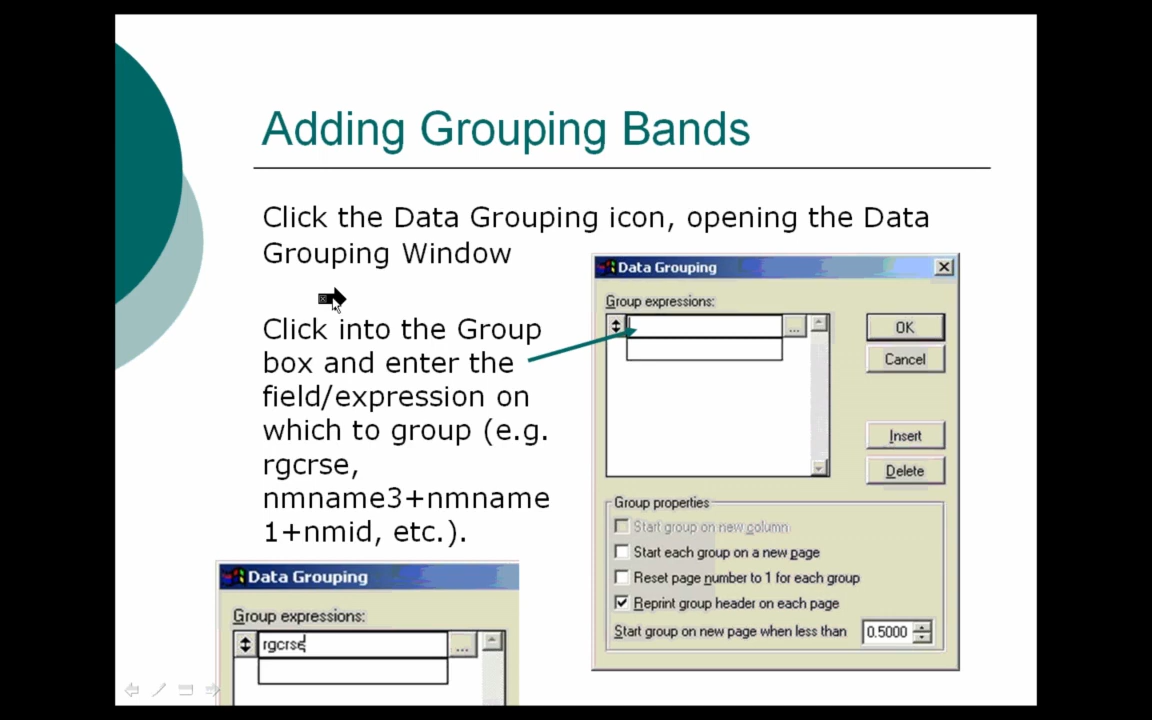 Adding Grouping Bands
Click the Data Grouping icon, opening the Data
Grouping Window
Click into the Group
box and enter the
field/expression on
which to group (e.g.
rgcrse,
nmname3+nmname
1+nmid, etc.).
Data Grouping
Group expressions:
...
OK
Cancel
Insert
Delete
Group properties
Start group on new column
Start each group on a new page
Reset page number to 1 for each group
Reprint group header on each page
Start group on new page when less than 0.5000
Data Grouping
Group expressions:
rgcrse
...